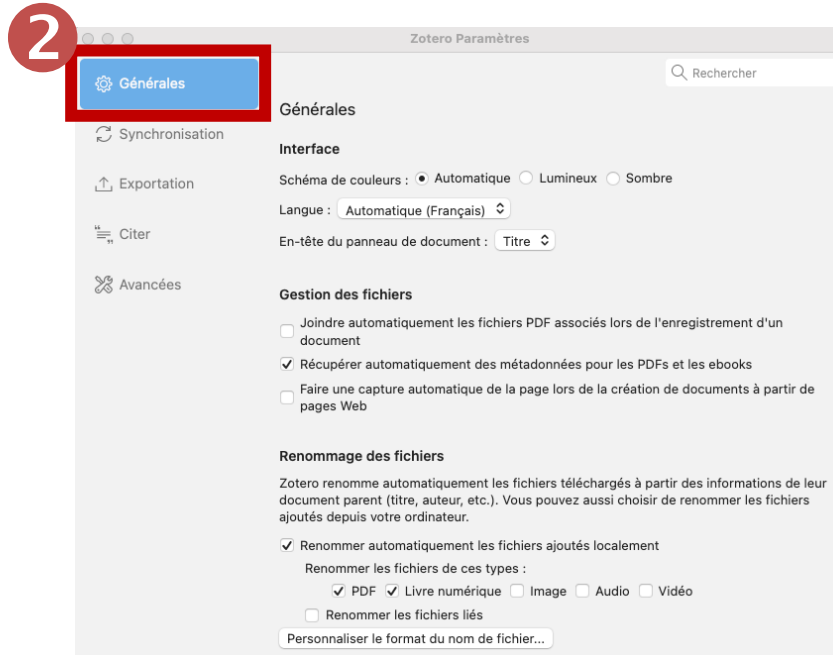 2
Zotero Paramètres
Générales
Rechercher
Générales
Synchronisation
Interface
Schéma de couleurs : Automatique Lumineux Sombre
Exportation
Langue : Automatique (Français)
Citer
En-tête du panneau de document : Titre
Avancées
Gestion des fichiers
Joindre automatiquement les fichiers PDF associés lors de l'enregistrement d'un
document
Récupérer automatiquement des métadonnées pour les PDFs et les ebooks
Faire une capture automatique de la page lors de la création de documents à partir de
pages Web
Renommage des fichiers
Zotero renomme automatiquement les fichiers téléchargés à partir des informations de leur
document parent (titre, auteur, etc.). Vous pouvez aussi choisir de renommer les fichiers
ajoutés depuis votre ordinateur.
Renommer automatiquement les fichiers ajoutés localement
Renommer les fichiers de ces types :
PDF Livre numérique Image Audio Vidéo
Renommer les fichiers liés
Personnaliser le format du nom de fichier...